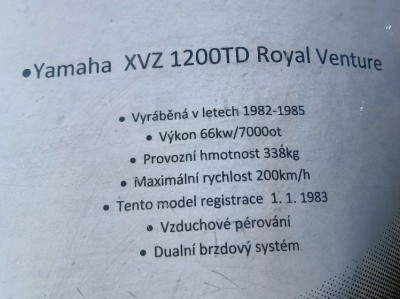 •Yamaha XVZ 1200TD Royal Venture
• Vyráběná v letech 1982-1985
• Výkon 66kw/7000ot
• Provozní hmotnost 338kg
• Maximální rychlost 200km/h
• Tento model registrace 1. 1. 1983
• Vzduchové pérování
• Dualní brzdový systém